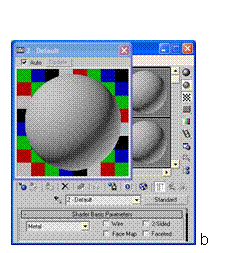 2 - Default
Auto Update
2 - Default Standard
Shader Basic Parameters
Metal Wire 2-Sided
Face Map Faceted
b